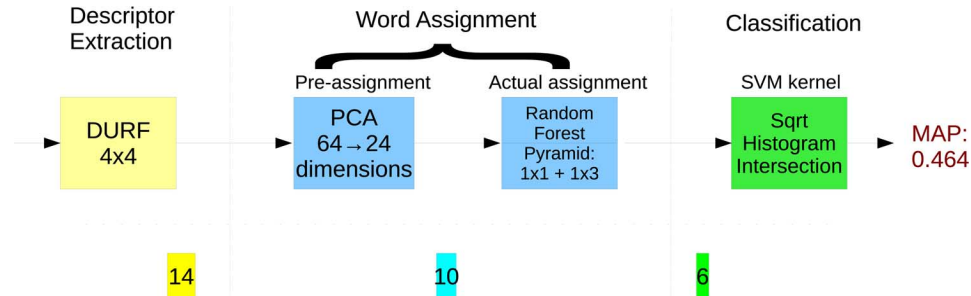 Descriptor
Extraction
Word Assignment
Classification
Pre-assignment
Actual assignment
SVM kernel
DURF
4x4
PCA
64→24
dimensions
Random
Forest
Pyramid:
1x1 + 1x3
Sqrt
Histogram
Intersection
MAP:
0.464
14
10
6